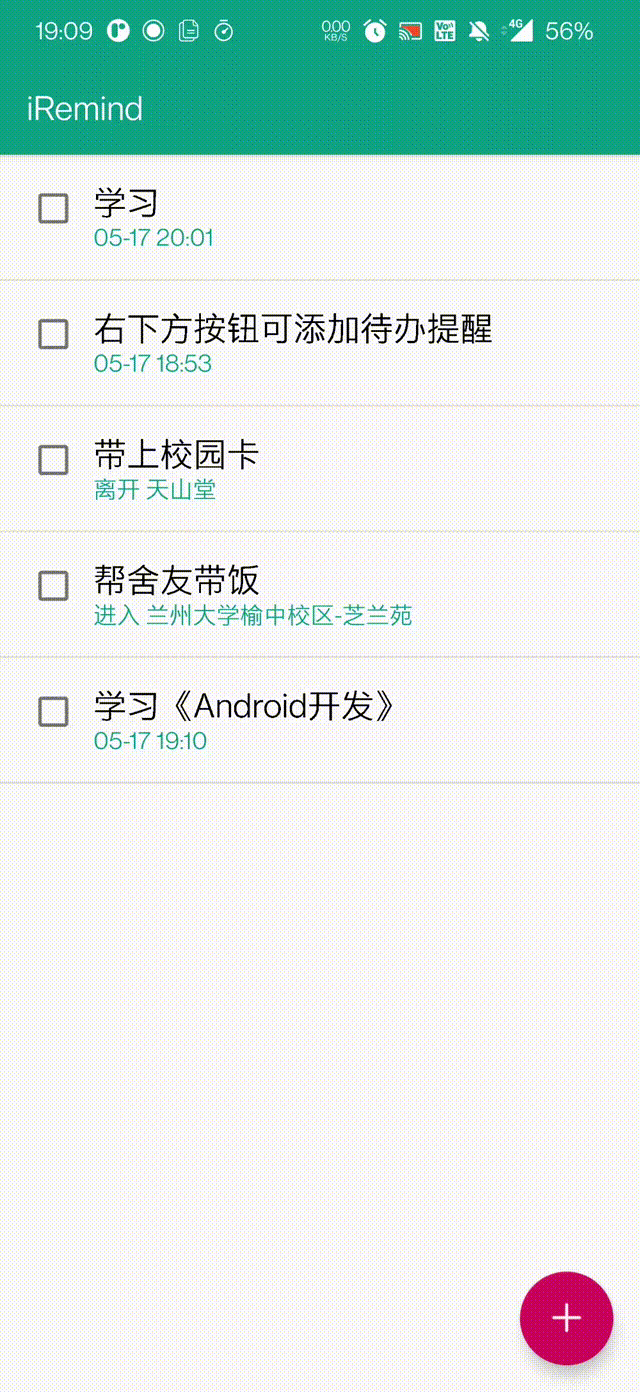 19:09 0.00 KB/S Vo) LTE 4G 56%
iRemind
学习
05-17 20:01
右下方按钮可添加待办提醒
05-17 18:53
带上校园卡
离开 天山堂
帮舍友带饭
进入 兰州大学榆中校区-芝兰苑
学习《Android开发》
05-17 19:10